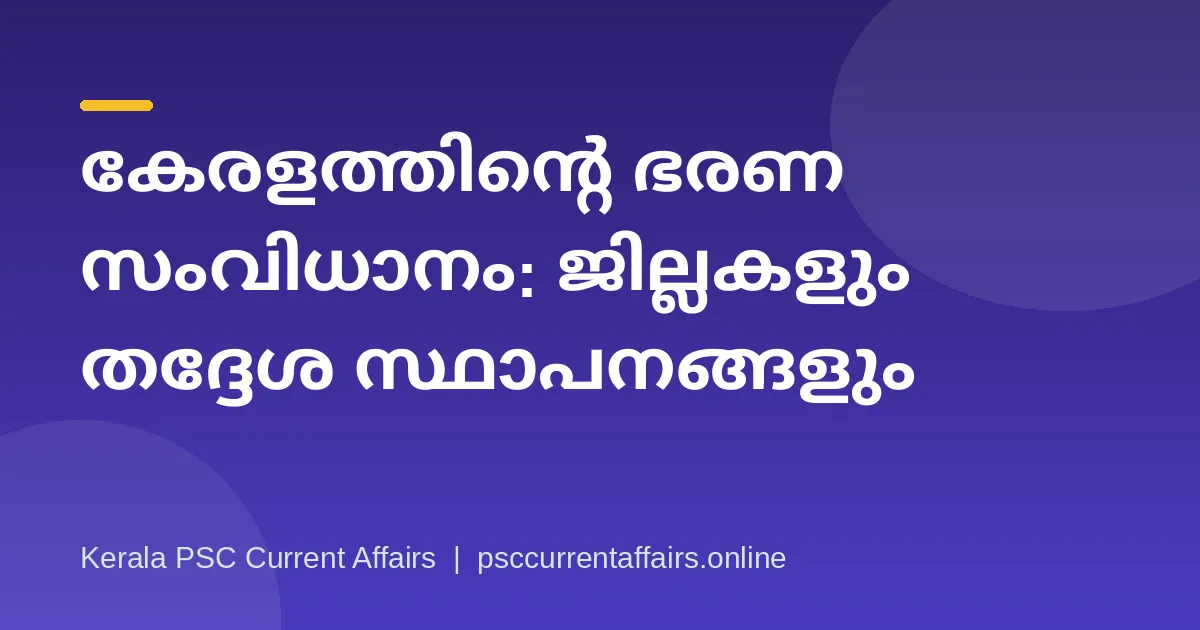 കേരളത്തിന്റെ ഭരണ
സംവിധാനം: ജില്ലകളും
തദ്ദേശ സ്ഥാപനങ്ങളും
Kerala PSC Current Affairs | psccurrentaffairs.online